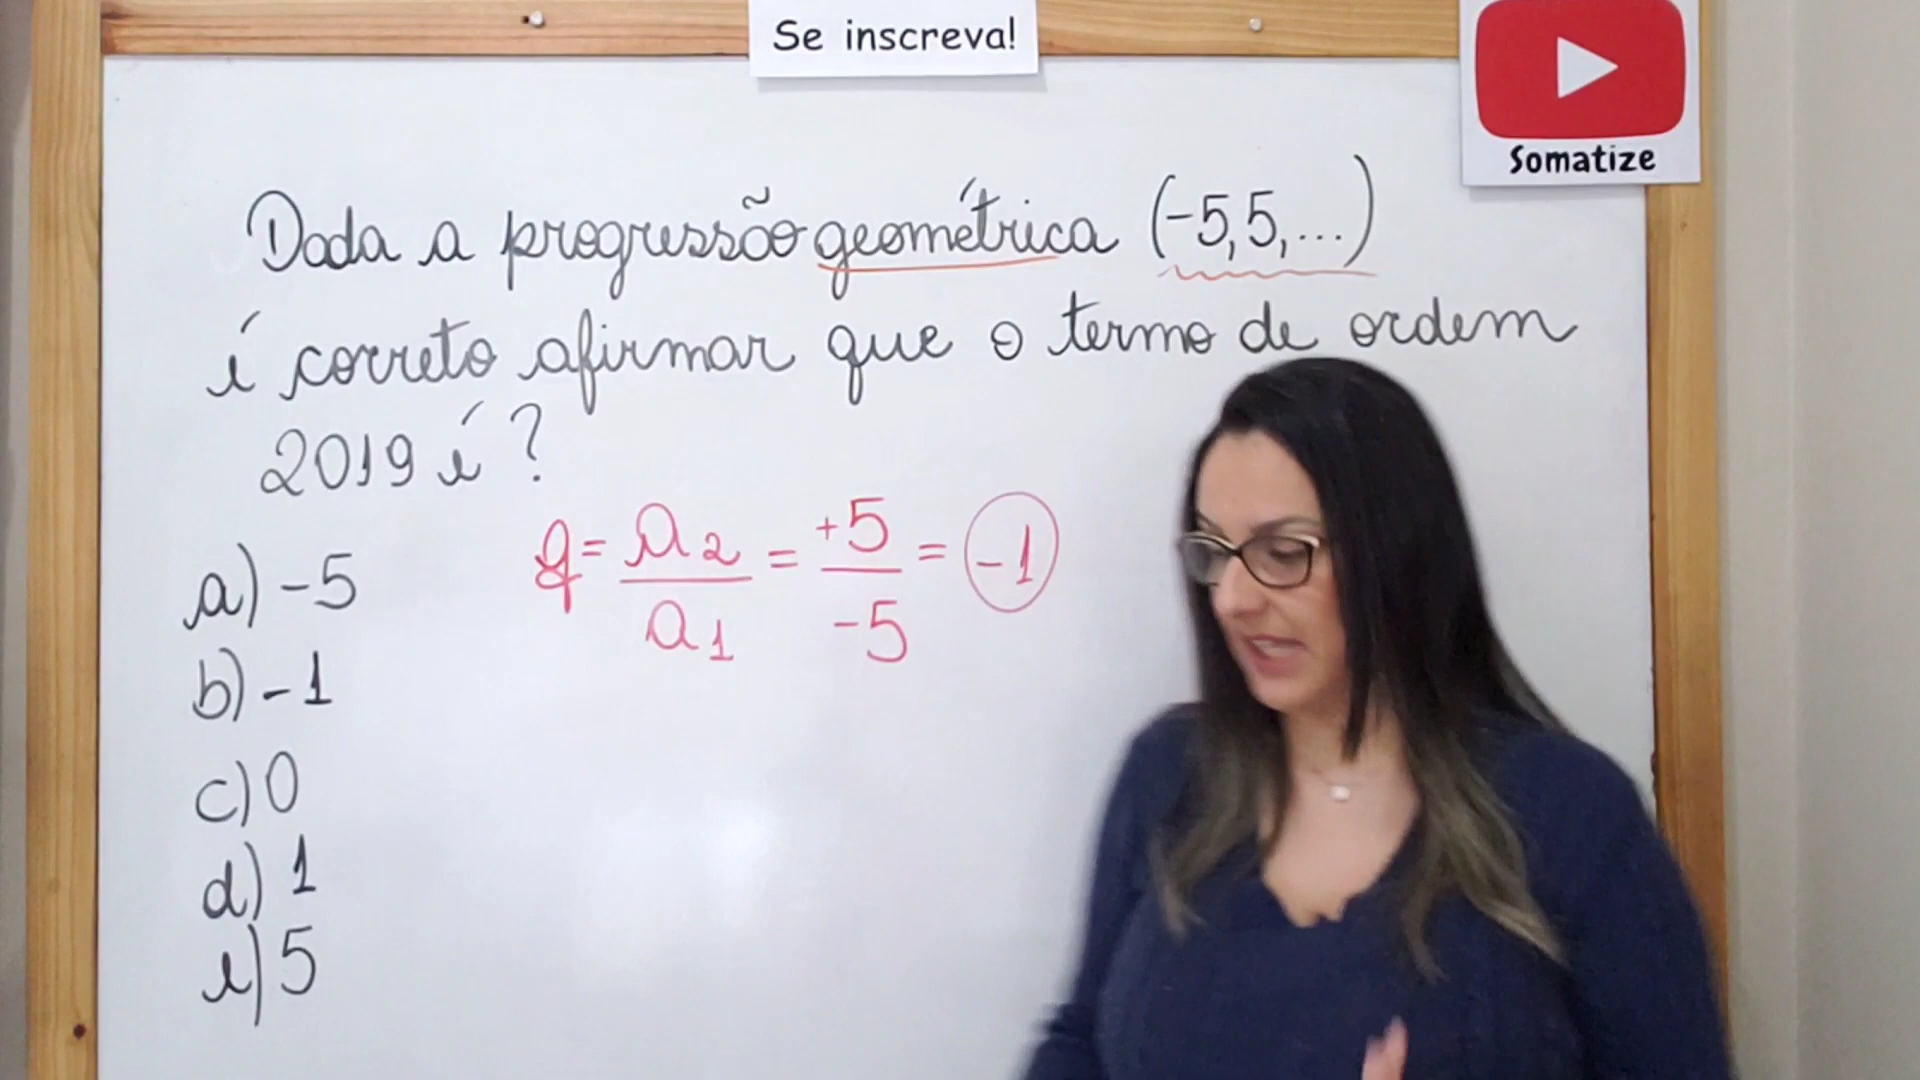 Se inscreva!
Somatize
Dada a progressão geométrica (-5, 5, ...)
é correto afirmar que o termo de ordem
2019 é ?
q = a2 / a1 = +5 / -5 = -1
a) -5
b) -1
c) 0
d) 1
e) 5